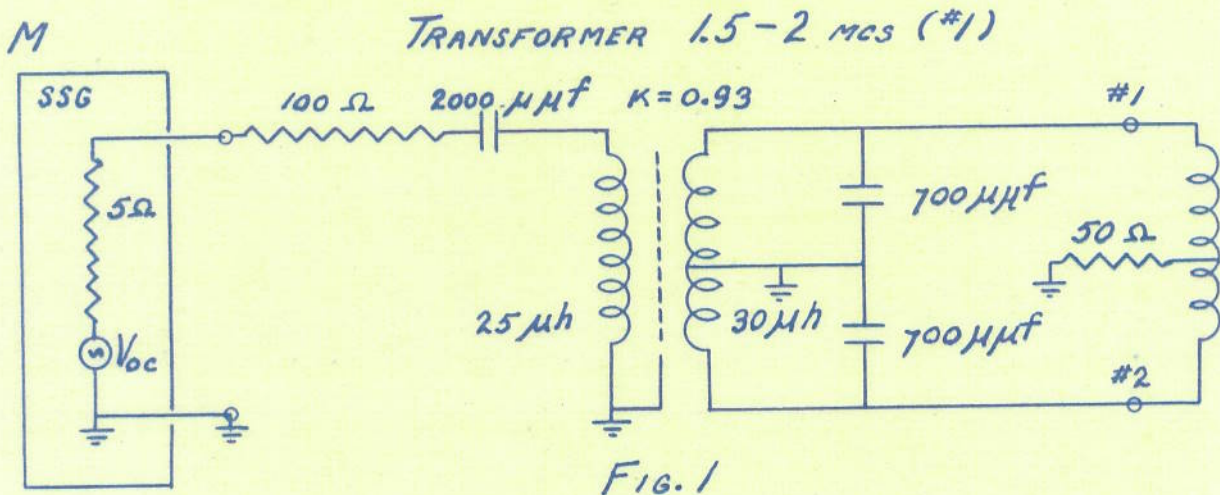 TRANSFORMER 1.5-2 MCS (#1)
M
SSG
100 Ω
2000 μμf
K=0.93
#1
5Ω
700 μμf
50 Ω
25 μh
30 μh
700 μμf
Voc
#2
FIG. 1